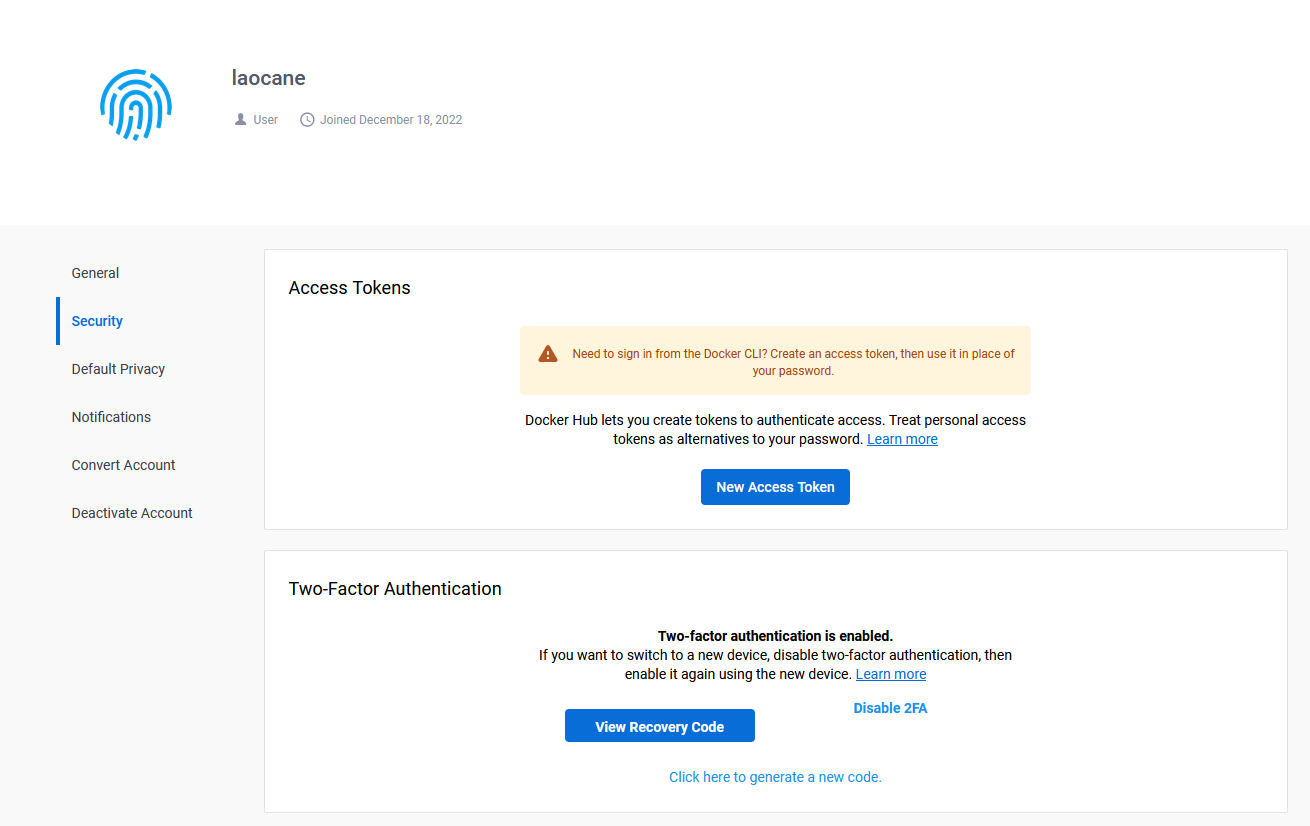 laocane
User
Joined December 18, 2022
General
Security
Default Privacy
Notifications
Convert Account
Deactivate Account
Access Tokens
Need to sign in from the Docker CLI? Create an access token, then use it in place of
your password.
Docker Hub lets you create tokens to authenticate access. Treat personal access
tokens as alternatives to your password. Learn more
New Access Token
Two-Factor Authentication
Two-factor authentication is enabled.
If you want to switch to a new device, disable two-factor authentication, then
enable it again using the new device. Learn more
View Recovery Code
Disable 2FA
Click here to generate a new code.